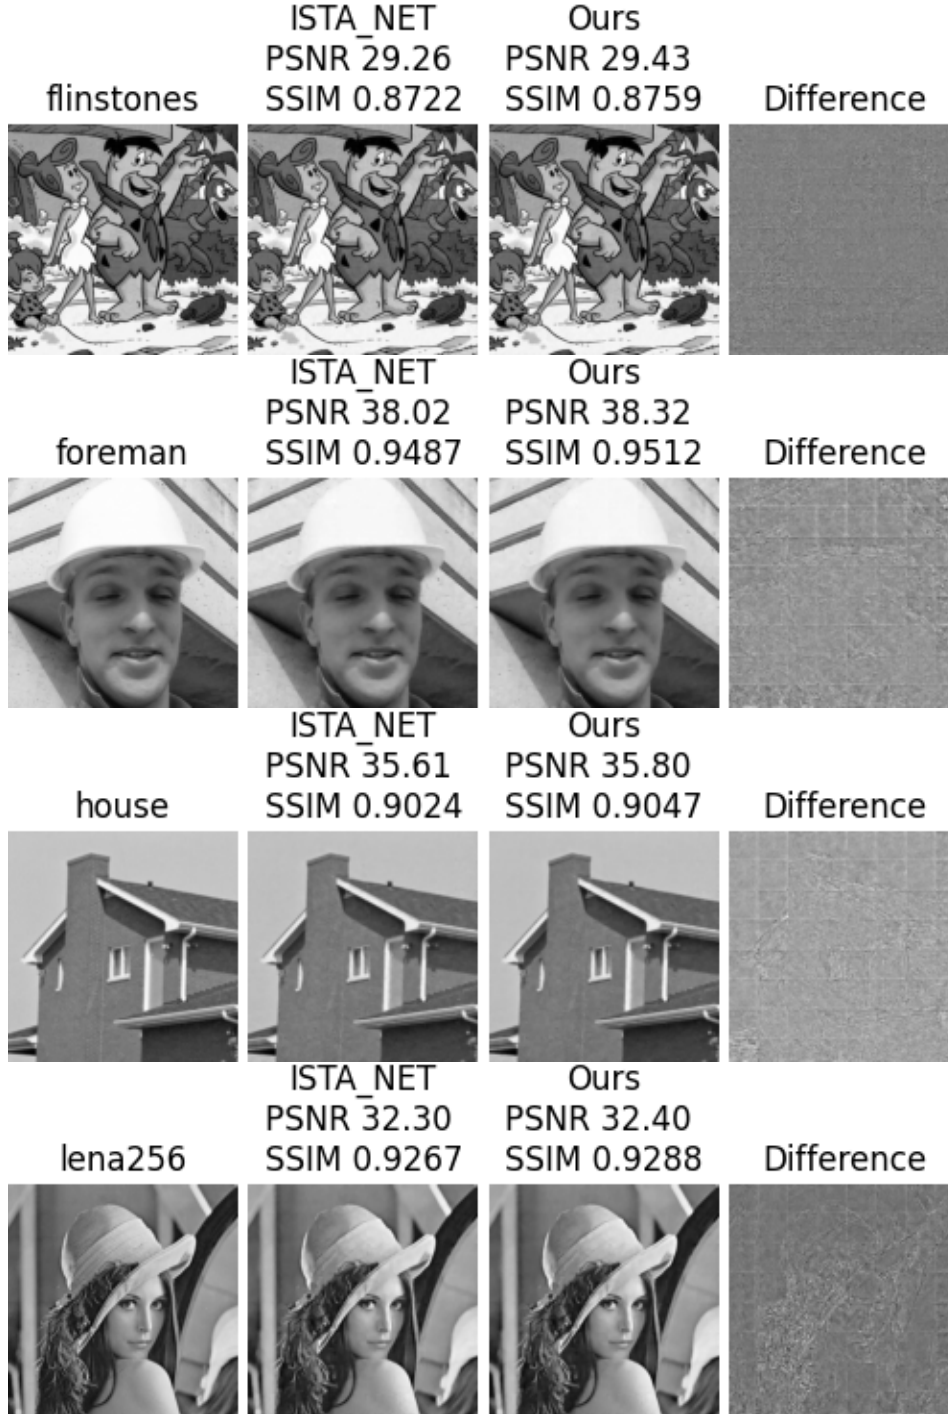 ISTA_NET
Ours
PSNR 29.26
PSNR 29.43
flinstones
SSIM 0.8722
SSIM 0.8759
Difference
ISTA_NET
Ours
PSNR 38.02
PSNR 38.32
foreman
SSIM 0.9487
SSIM 0.9512
Difference
ISTA_NET
Ours
PSNR 35.61
PSNR 35.80
house
SSIM 0.9024
SSIM 0.9047
Difference
ISTA_NET
Ours
PSNR 32.30
PSNR 32.40
lena256
SSIM 0.9267
SSIM 0.9288
Difference